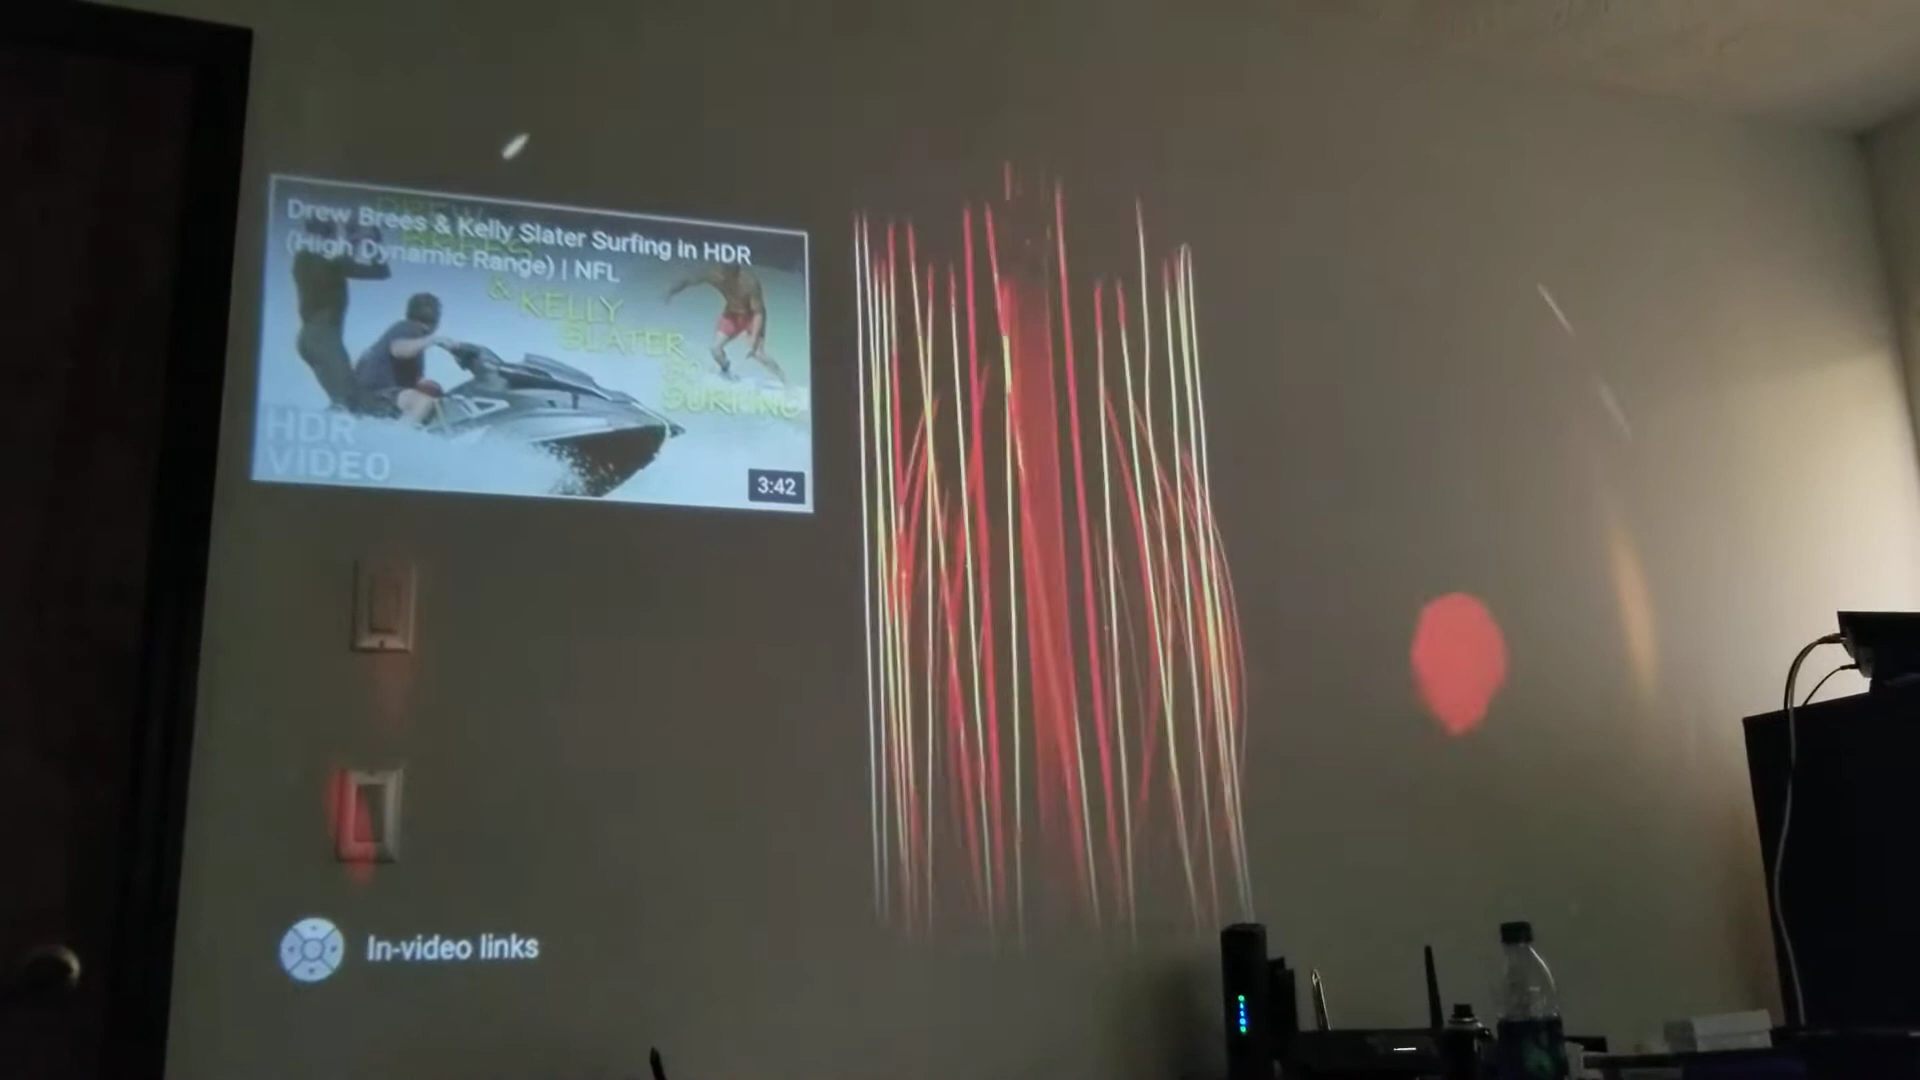 Drew Brees & Kelly Slater Surfing in HDR
(High Dynamic Range) | NFL
& KELLY
SLATER
SURFING
HDR
VIDEO
3:42
In-video links